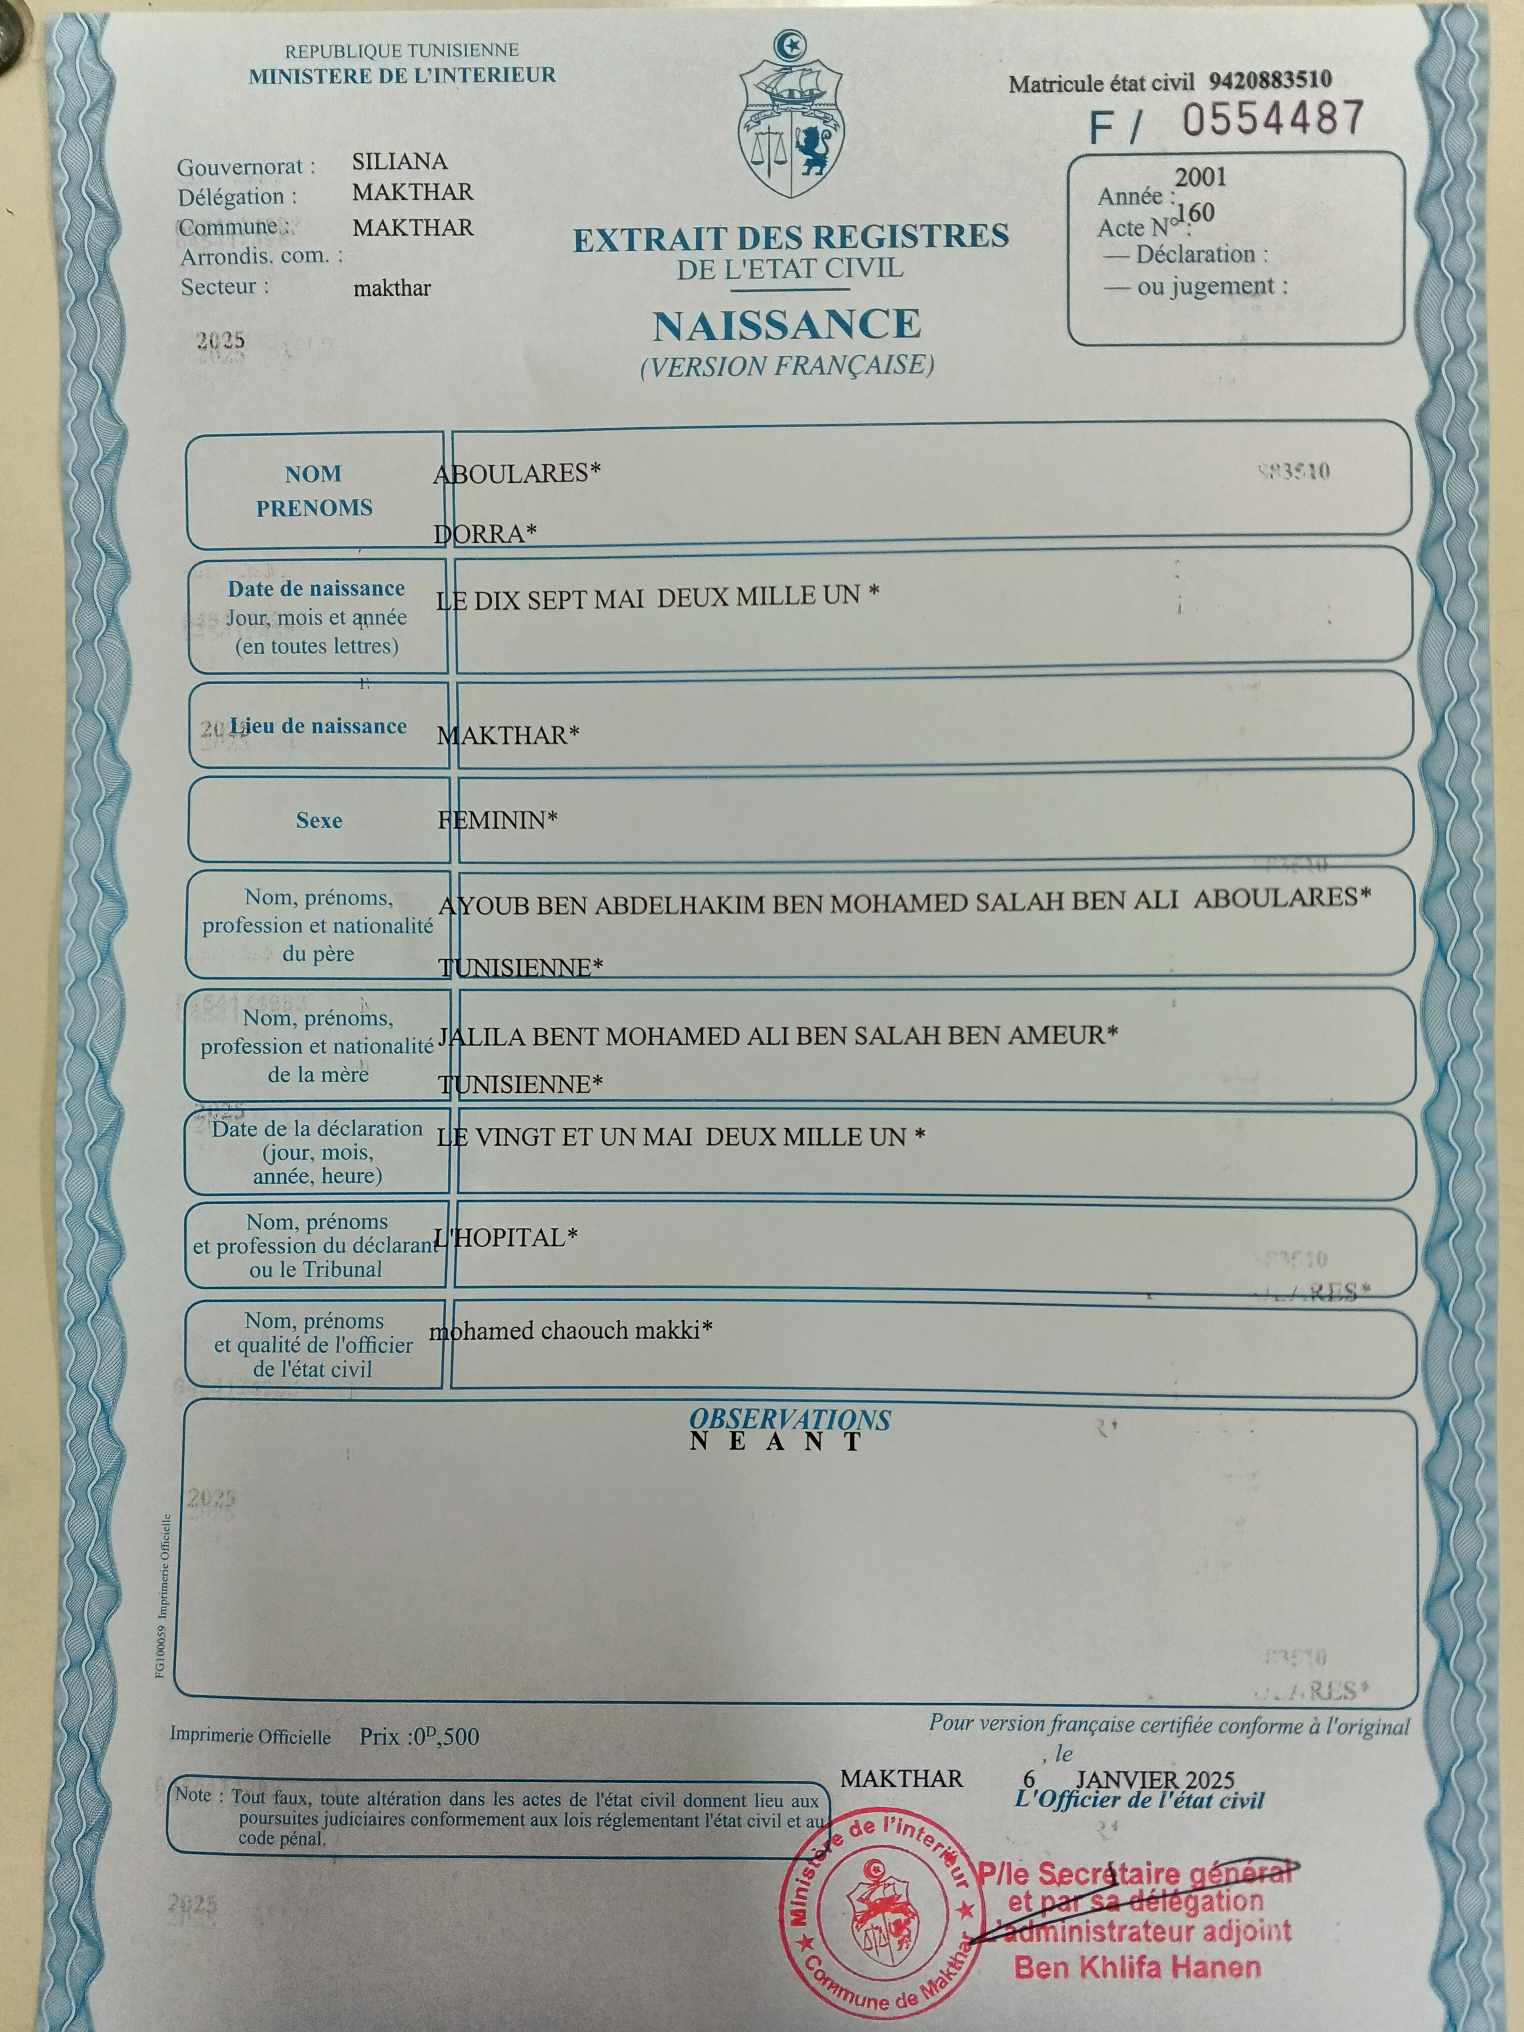 REPUBLIQUE TUNISIENNE
MINISTERE DE L'INTERIEUR
Matricule état civil 9420883510
F / 0554487
Gouvernorat : SILIANA
Délégation : MAKTHAR
Commune : MAKTHAR
Arrondis. com. :
Secteur : makthar
2025
EXTRAIT DES REGISTRES
DE L'ETAT CIVIL
NAISSANCE
(VERSION FRANÇAISE)
Année : 2001
Acte N° : 160
— Déclaration :
— ou jugement :
NOM
PRENOMS
ABOULARES*
DORRA*
Date de naissance
Jour, mois et année
(en toutes lettres)
LE DIX SEPT MAI DEUX MILLE UN *
Lieu de naissance
MAKTHAR*
Sexe
FEMININ*
Nom, prénoms,
profession et nationalité
du père
AYOUB BEN ABDELHAKIM BEN MOHAMED SALAH BEN ALI ABOULARES*
TUNISIENNE*
Nom, prénoms,
profession et nationalité
de la mère
JALILA BENT MOHAMED ALI BEN SALAH BEN AMEUR*
TUNISIENNE*
Date de la déclaration
(jour, mois,
année, heure)
LE VINGT ET UN MAI DEUX MILLE UN *
Nom, prénoms
et profession du déclarant
ou le Tribunal
L'HOPITAL*
Nom, prénoms
et qualité de l'officier
de l'état civil
mohamed chaouch makki*
OBSERVATIONS
N E A N T
2025
FG100059 Imprimerie Officielle
Imprimerie Officielle Prix :0D,500
Pour version française certifiée conforme à l'original
, le
MAKTHAR 6 JANVIER 2025
L'Officier de l'état civil
Note : Tout faux, toute altération dans les actes de l'état civil donnent lieu aux
poursuites judiciaires conformement aux lois réglementant l'état civil et au
code pénal.
Ministère de l'interieur
Commune de Makthar
P/le Secrétaire général
et par sa délégation
L'administrateur adjoint
Ben Khlifa Hanen
2025